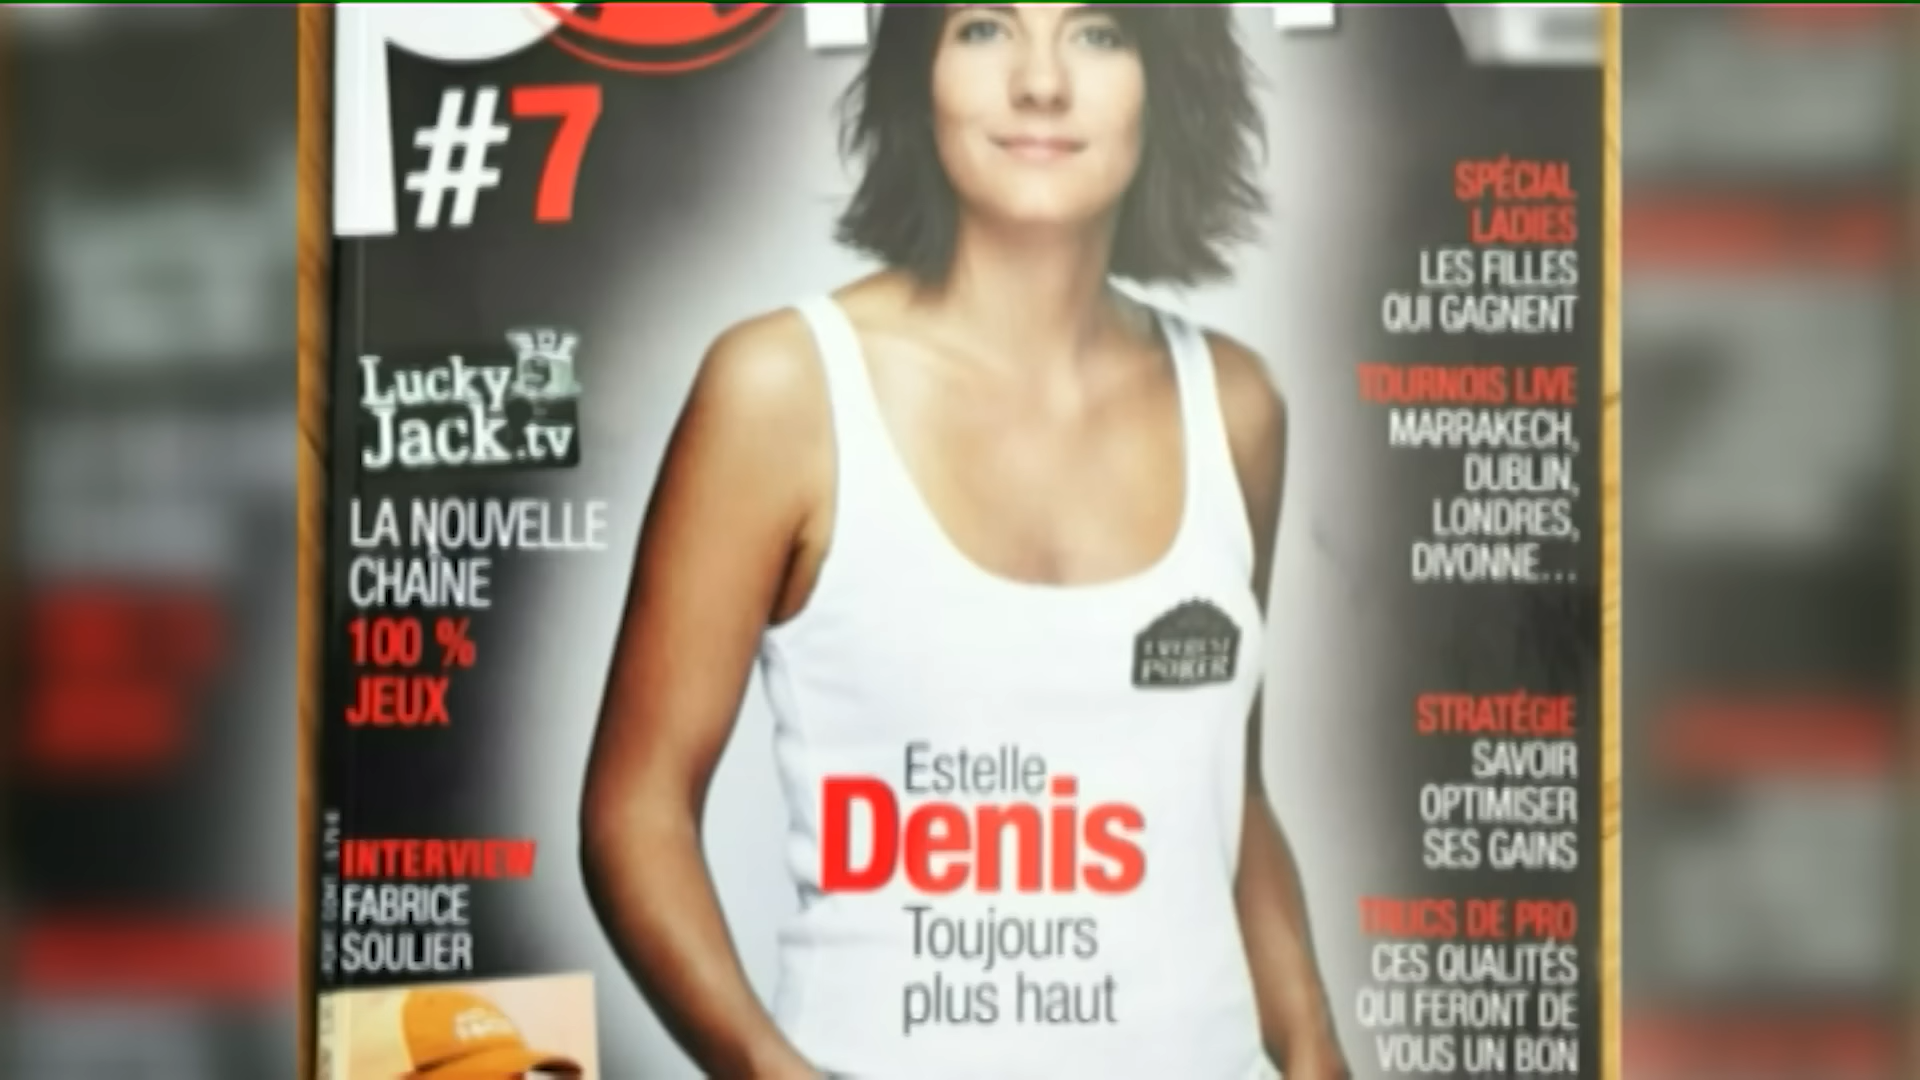 #7
Lucky
Jack.tv
LA NOUVELLE
CHAÎNE
100 %
JEUX
INTERVIEW
FABRICE
SOULIER
SPÉCIAL
LADIES
LES FILLES
QUI GAGNENT
TOURNOIS LIVE
MARRAKECH,
DUBLIN,
LONDRES,
DIVONNE...
STRATÉGIE
SAVOIR
OPTIMISER
SES GAINS
TRUCS DE PRO
CES QUALITÉS
QUI FERONT DE
VOUS UN BON
EVEREST
POKER
Estelle
Denis
Toujours
plus haut